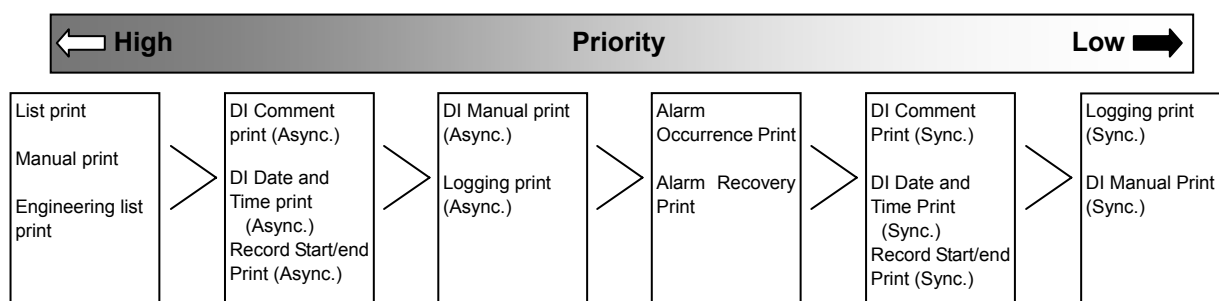 High Priority Low
List print
Manual print
Engineering list
print
DI Comment
print (Async.)
DI Date and
Time print
(Async.)
Record Start/end
Print (Async.)
DI Manual print
(Async.)
Logging print
(Async.)
Alarm
Occurrence Print
Alarm Recovery
Print
DI Comment
Print (Sync.)
DI Date and
Time Print
(Sync.)
Record Start/end
Print (Sync.)
Logging print
(Sync.)
DI Manual Print
(Sync.)